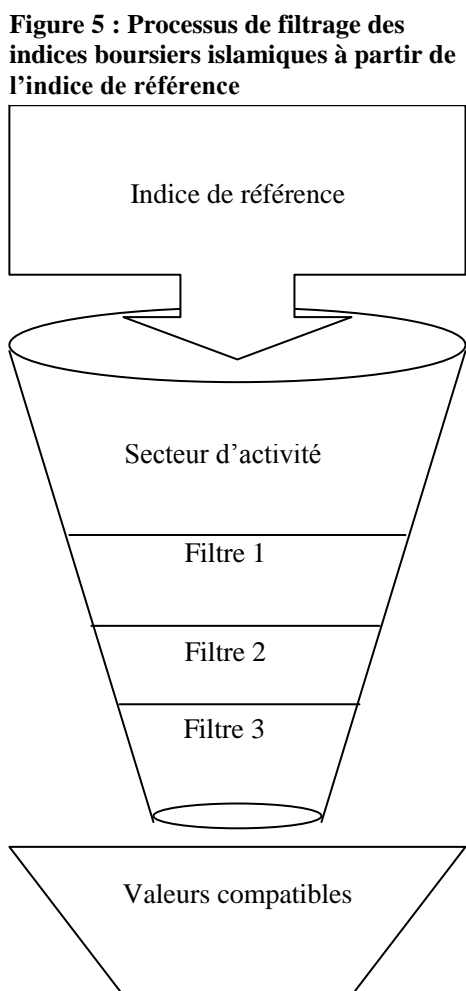 Figure 5 : Processus de filtrage des
indices boursiers islamiques à partir de
l’indice de référence
Indice de référence
Secteur d’activité
Filtre 1
Filtre 2
Filtre 3
Valeurs compatibles